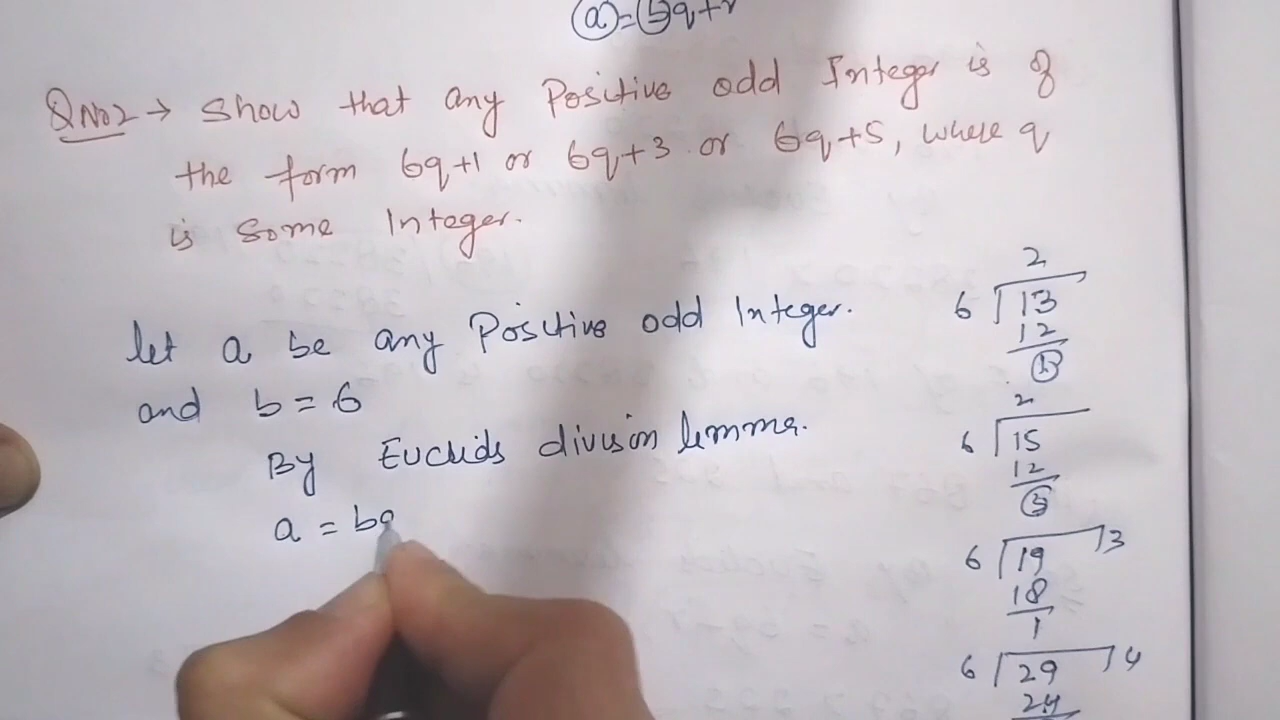 a = bq+r
QNo2 → Show that any Positive odd Integer is of
the form 6q+1 or 6q+3 or 6q+5, where q
is some Integer.
let a be any Positive odd Integer.
and b = 6
By Euclids division lemma.
a = bq
2
6 13
12
1
2
6 15
12
3
6 19 3
18
1
6 29 4
24